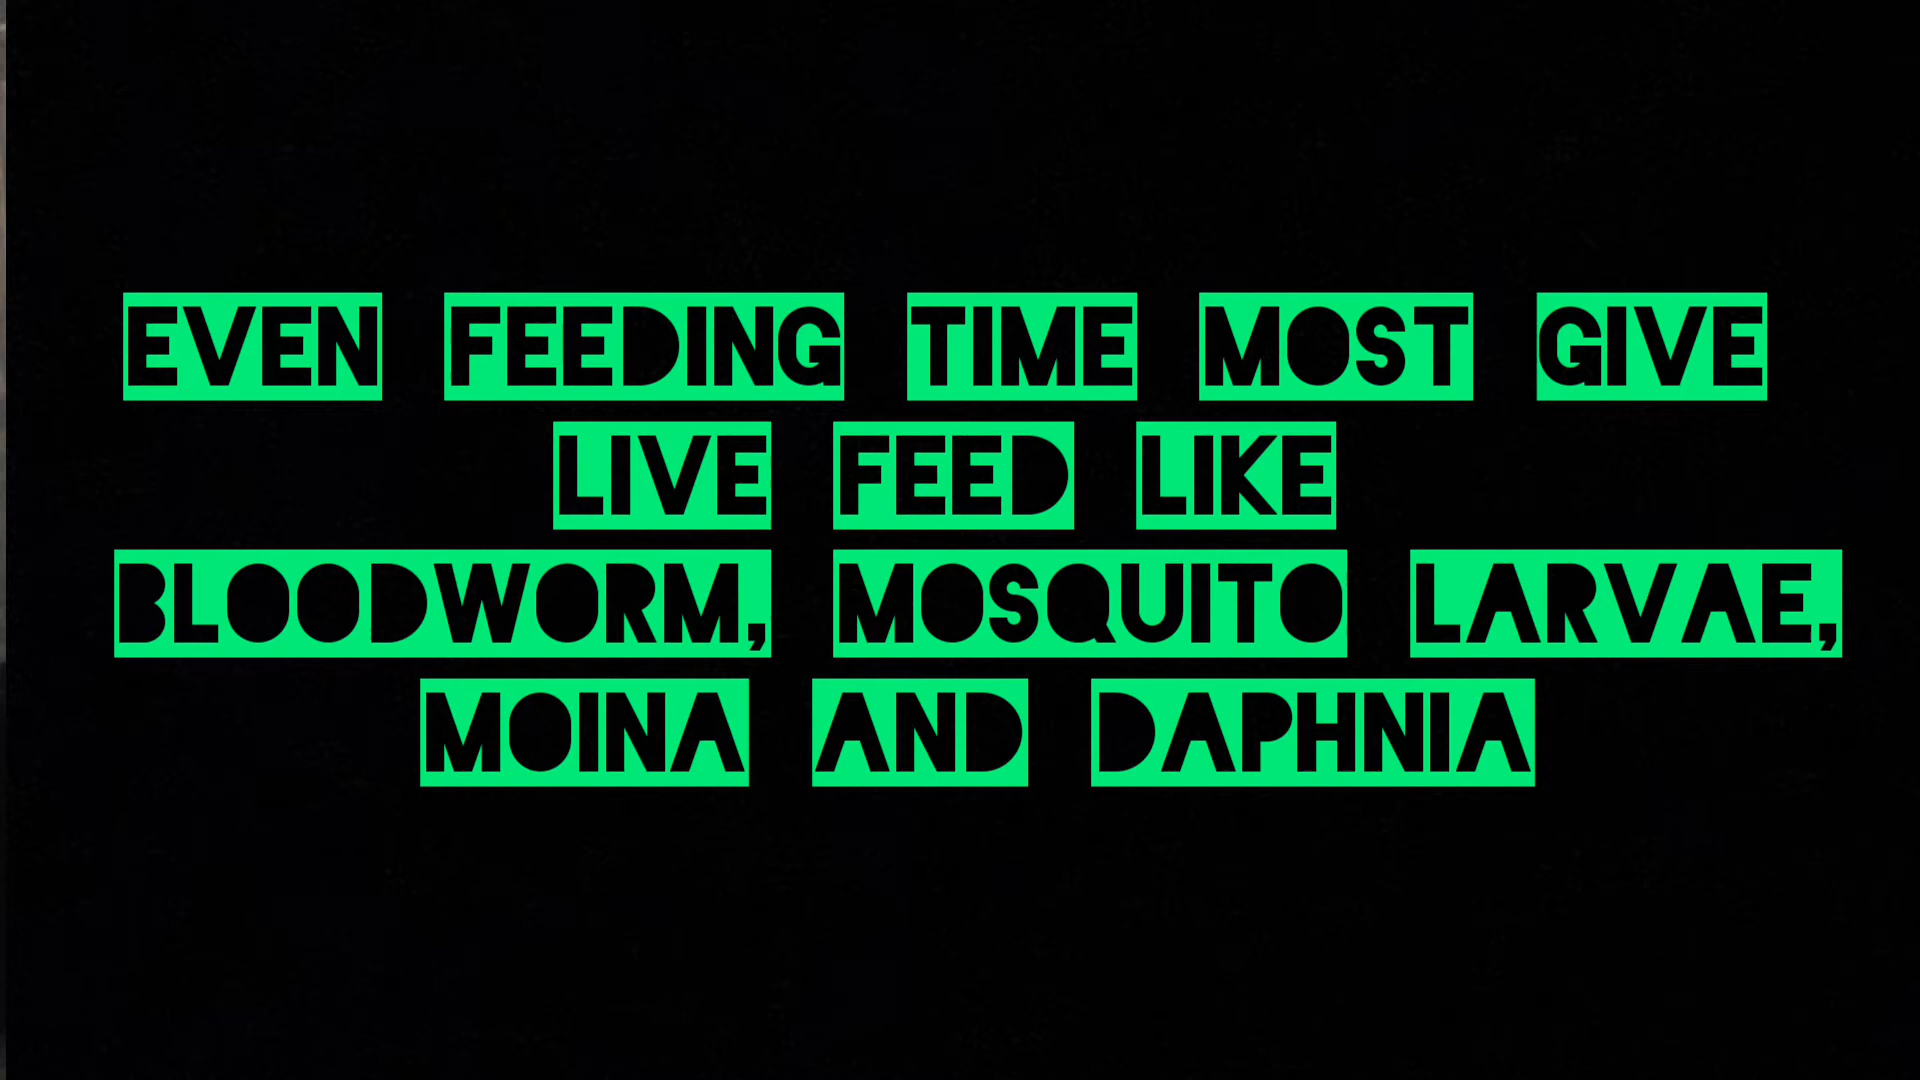 EVEN FEEDING TIME MOST GIVE
LIVE FEED LIKE
BLOODWORM, MOSQUITO LARVAE,
MOINA AND DAPHNIA